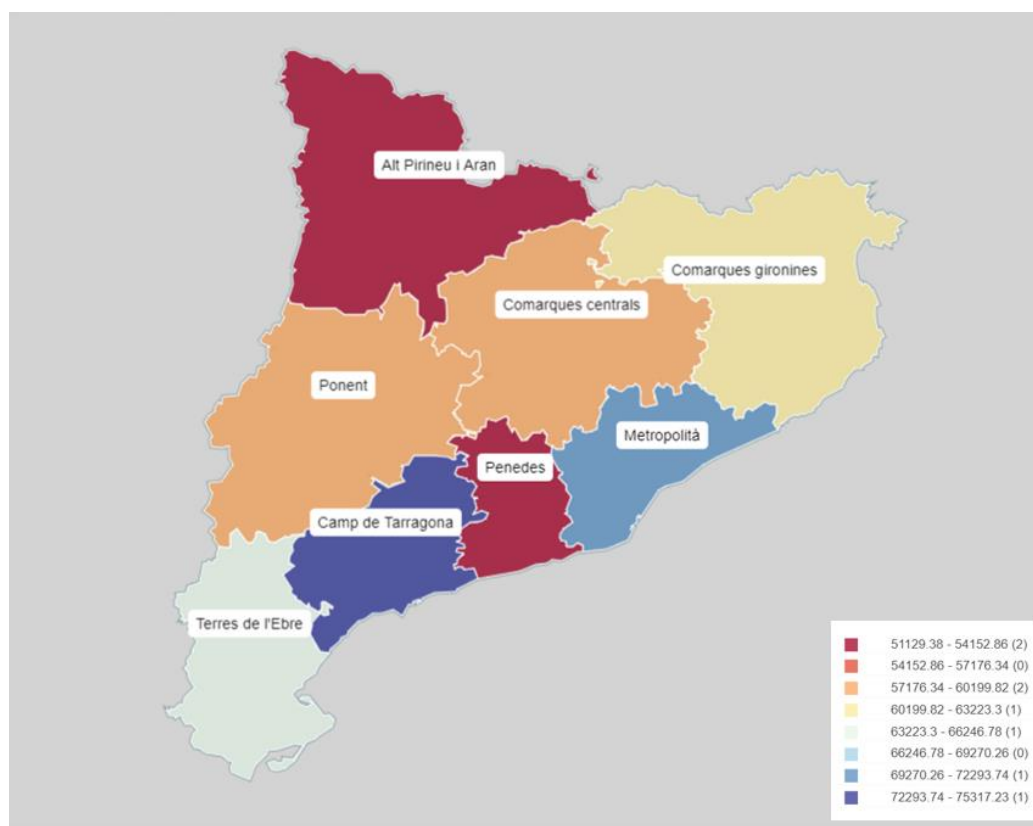 Alt Pirineu i Aran
Comarques gironines
Comarques centrals
Ponent
Metropolità
Penedes
Camp de Tarragona
Terres de l'Ebre
51129.38 - 54152.86 (2)
54152.86 - 57176.34 (0)
57176.34 - 60199.82 (2)
60199.82 - 63223.3 (1)
63223.3 - 66246.78 (1)
66246.78 - 69270.26 (0)
69270.26 - 72293.74 (1)
72293.74 - 75317.23 (1)